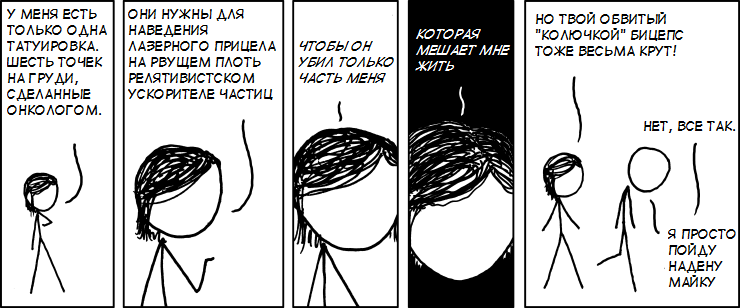 У МЕНЯ ЕСТЬ
ТОЛЬКО ОДНА
ТАТУИРОВКА.
ШЕСТЬ ТОЧЕК
НА ГРУДИ,
СДЕЛАННЫЕ
ОНКОЛОГОМ.
ОНИ НУЖНЫ ДЛЯ
НАВЕДЕНИЯ
ЛАЗЕРНОГО ПРИЦЕЛА
НА РВУЩЕМ ПЛОТЬ
РЕЛЯТИВИСТСКОМ
УСКОРИТЕЛЕ ЧАСТИЦ
ЧТОБЫ ОН
УБИЛ ТОЛЬКО
ЧАСТЬ МЕНЯ
КОТОРАЯ
МЕШАЕТ МНЕ
ЖИТЬ
НО ТВОЙ ОБВИТЫЙ
"КОЛЮЧКОЙ" БИЦЕПС
ТОЖЕ ВЕСЬМА КРУТ!
НЕТ, ВСЕ ТАК.
Я ПРОСТО
ПОЙДУ
НАДЕНУ
МАЙКУ